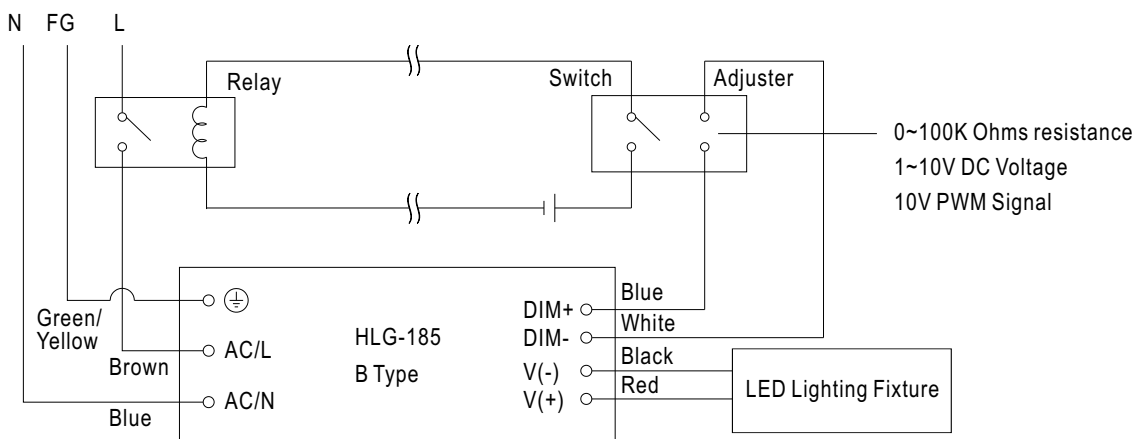 N FG L
Relay
Switch
Adjuster
0~100K Ohms resistance
1~10V DC Voltage
10V PWM Signal
Green/
Yellow
Brown
Blue
AC/L
AC/N
HLG-185
B Type
DIM+
DIM-
V(-)
V(+)
Blue
White
Black
Red
LED Lighting Fixture